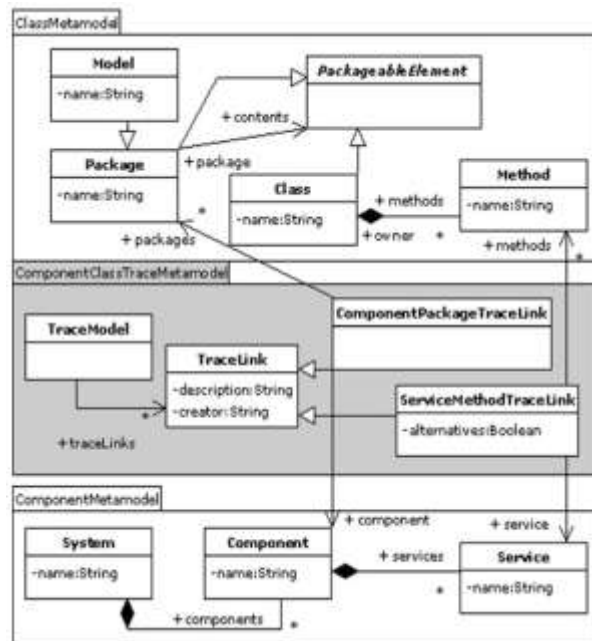 ClassMetamodel
Model
-name:String
PackageableElement
+ contents
+ package
Package
-name:String
Class
-name:String
+ methods
+ owner
*
Method
-name:String
*
+ packages
+ methods
*
ComponentClassTraceMetamodel
ComponentPackageTraceLink
TraceModel
TraceLink
-description:String
-creator:String
*
+traceLinks
ServiceMethodTraceLink
-alternatives:Boolean
ComponentMetamodel
+ component
+ service
System
-name:String
Component
-name:String
+ services
*
Service
-name:String
+ components
*